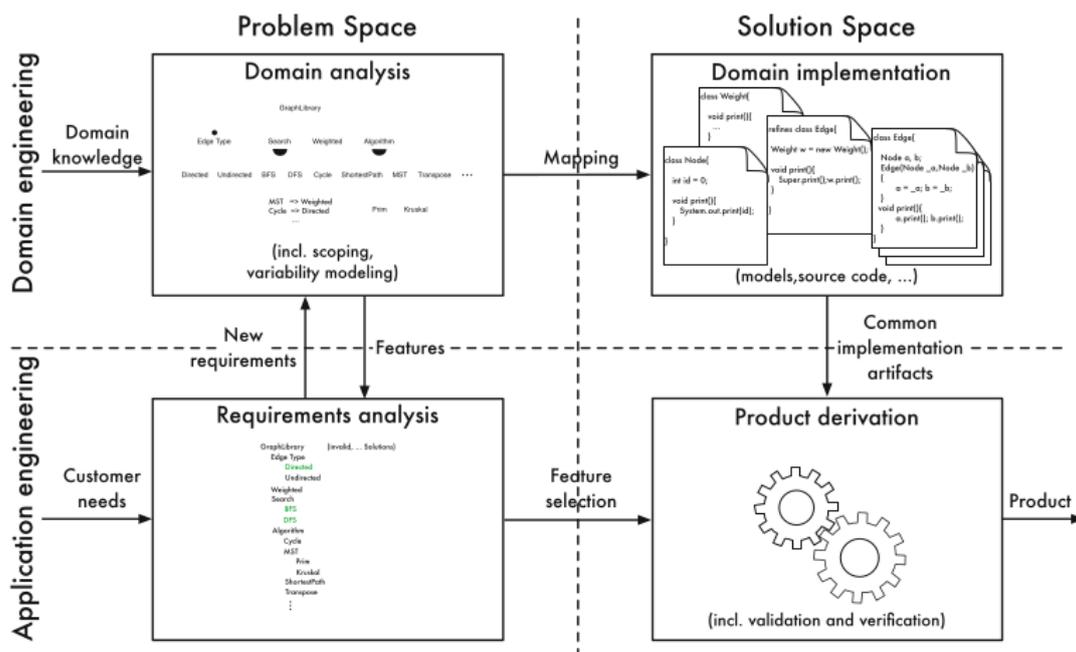 Problem Space
Solution Space
Domain engineering
Domain knowledge
Domain analysis
GraphLibrary
Edge Type Search Weighted Algorithm
Directed Undirected BFS DFS Cycle ShortestPath MST Transpose ...
MST => Weighted
Cycle => Directed
...
Prim Kruskal
(incl. scoping,
variability modeling)
Mapping
Domain implementation
class Weight{
void print(){
...
}
class Node{
int id = 0;
void print(){
System.out.print(id);
}
}
refines class Edge{
Weight w = new Weight();
void print(){
Super.print();w.print();
}
}
class Edge{
Node a, b;
Edge(Node _a,Node _b)
{
a = _a; b = _b;
}
void print(){
a.print(); b.print();
}
}
(models,source code, ...)
New
requirements
Features
Common
implementation
artifacts
Application engineering
Customer
needs
Requirements analysis
GraphLibrary (invalid, ... Solutions)
Edge Type
Directed
Undirected
Weighted
Search
BFS
DFS
Algorithm
Cycle
MST
Prim
Kruskal
ShortestPath
Transpose
⋮
Feature
selection
Product derivation
(incl. validation and verification)
Product